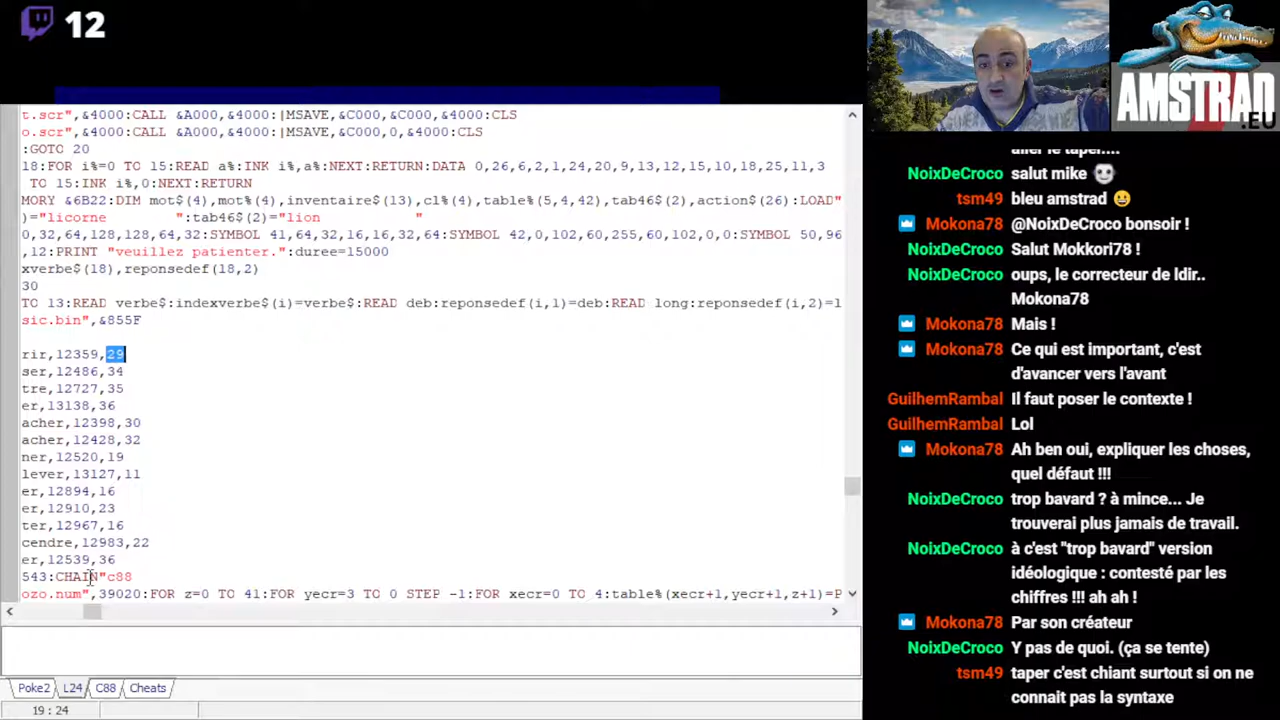 12
t.scr",&4000:CALL &A000,&4000:|MSAVE,&C000,&C000,&4000:CLS
o.scr",&4000:CALL &A000,&4000:|MSAVE,&C000,0,&4000:CLS
:GOTO 20
18:FOR i%=0 TO 15:READ a%:INK i%,a%:NEXT:RETURN:DATA 0,26,6,2,1,24,20,9,13,12,15,10,18,25,11,3
TO 15:INK i%,0:NEXT:RETURN
MORY &6B22:DIM mot$(4),mot%(4),inventaire$(13),cl%(4),table%(5,4,42),tab46$(2),action$(26):LOAD"
)="licorne        ":tab46$(2)="lion            "
0,32,64,128,128,64,32:SYMBOL 41,64,32,16,16,32,64:SYMBOL 42,0,102,60,255,60,102,0,0:SYMBOL 50,96
,12:PRINT "veuillez patienter.":duree=15000
xverbe$(18),reponsedef(18,2)
30
TO 13:READ verbe$:indexverbe$(i)=verbe$:READ deb:reponsedef(i,1)=deb:READ long:reponsedef(i,2)=l
sic.bin",&855F
rir,12359,29
ser,12486,34
tre,12727,35
er,13138,36
acher,12398,30
acher,12428,32
ner,12520,19
lever,13127,11
er,12894,16
er,12910,23
ter,12967,16
cendre,12983,22
er,12539,36
543:CHAIN"c88
ozo.num",39020:FOR z=0 TO 41:FOR yecr=3 TO 0 STEP -1:FOR xecr=0 TO 4:table%(xecr+1,yecr+1,z+1)=P
Poke2 L24 C88 Cheats
19 : 24
AMSTRAD
.EU
aller le taper....
NoixDeCroco salut mike
tsm49 bleu amstrad
Mokona78 @NoixDeCroco bonsoir !
NoixDeCroco Salut Mokkori78 !
NoixDeCroco oups, le correcteur de ldir..
Mokona78
Mokona78 Mais !
Mokona78 Ce qui est important, c'est
d'avancer vers l'avant
GuilhemRambal Il faut poser le contexte !
GuilhemRambal Lol
Mokona78 Ah ben oui, expliquer les choses,
quel défaut !!!
NoixDeCroco trop bavard ? à mince... Je
trouverai plus jamais de travail.
NoixDeCroco à c'est "trop bavard" version
idéologique : contesté par les
chiffres !!! ah ah !
Mokona78 Par son créateur
NoixDeCroco Y pas de quoi. (ça se tente)
tsm49 taper c'est chiant surtout si on ne
connait pas la syntaxe